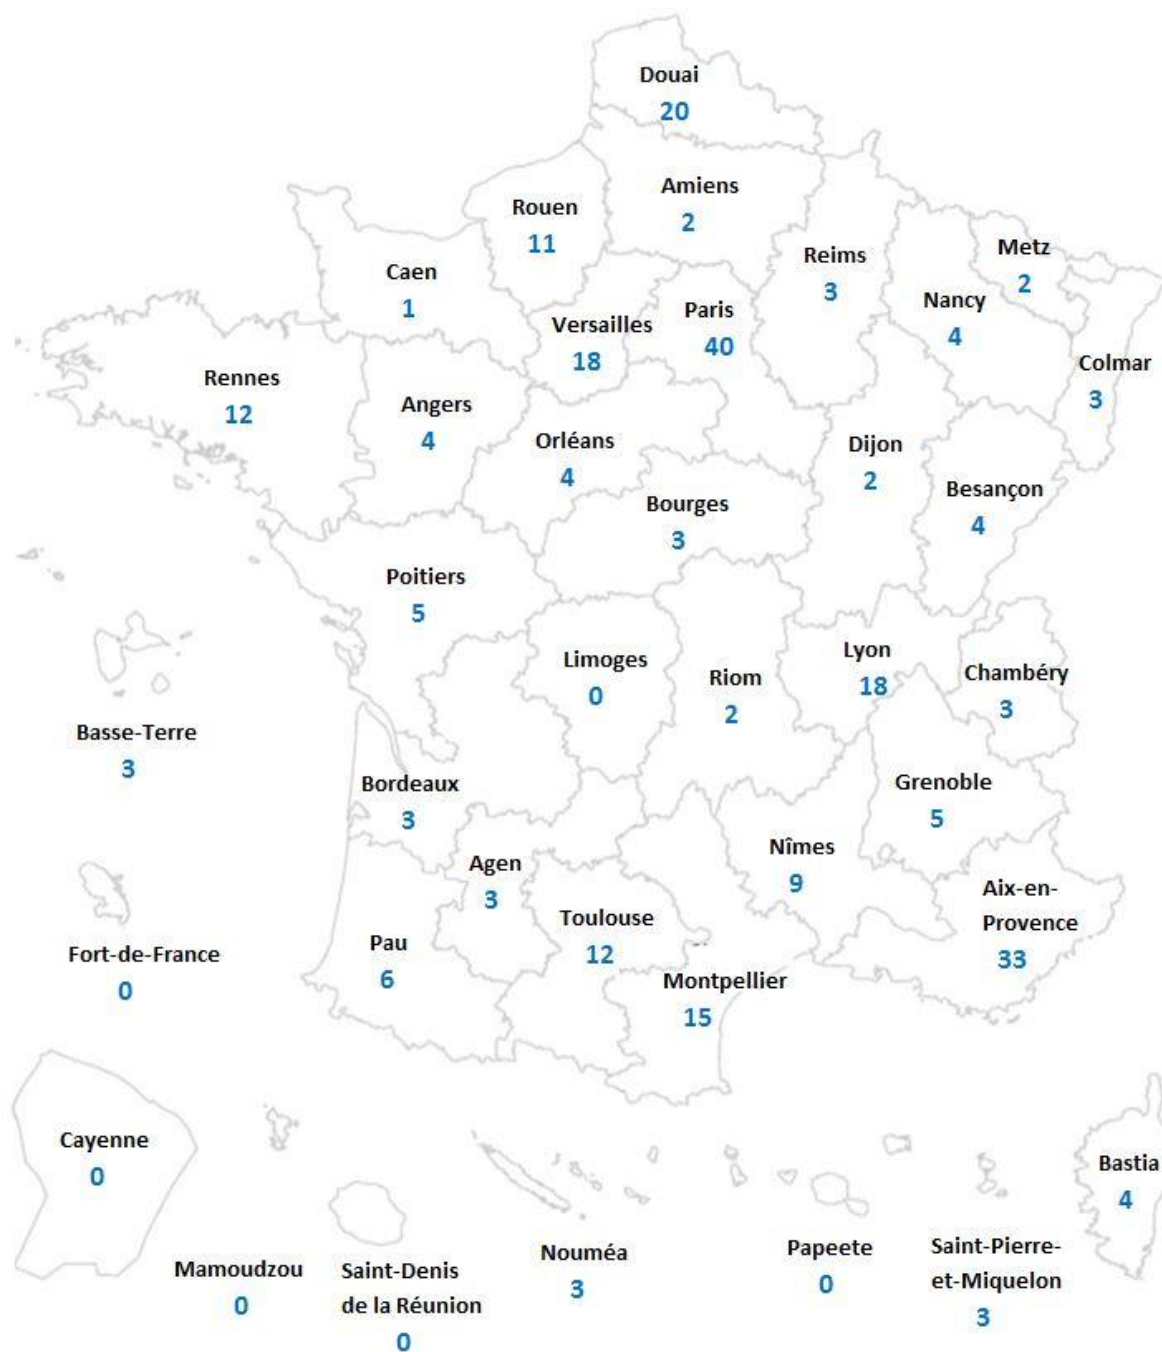 Douai
20
Amiens
2
Rouen
11
Reims
3
Metz
2
Caen
1
Nancy
4
Versailles
18
Paris
40
Colmar
3
Rennes
12
Angers
4
Orléans
4
Dijon
2
Besançon
4
Bourges
3
Poitiers
5
Limoges
0
Riom
2
Lyon
18
Chambéry
3
Basse-Terre
3
Bordeaux
3
Grenoble
5
Agen
3
Nîmes
9
Aix-en-
Provence
33
Toulouse
12
Pau
6
Fort-de-France
0
Montpellier
15
Cayenne
0
Bastia
4
Mamoudzou
0
Saint-Denis
de la Réunion
0
Nouméa
3
Papeete
0
Saint-Pierre-
et-Miquelon
3